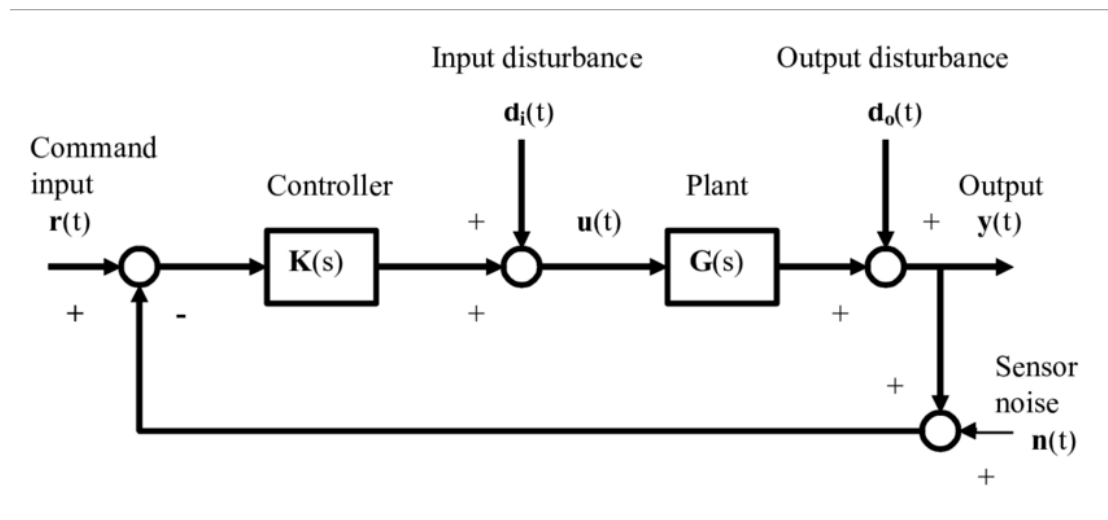 Input disturbance
Output disturbance
dᵢ(t)
dₒ(t)
Command
input
r(t)
Controller
Plant
Output
y(t)
+
u(t)
+
K(s)
G(s)
+
-
+
+
+
Sensor
noise
n(t)
+